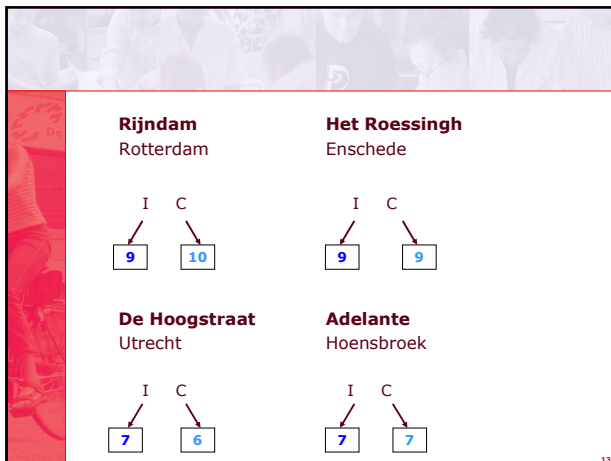 Rijndam
Rotterdam
I C
9 10
Het Roessingh
Enschede
I C
9 9
De Hoogstraat
Utrecht
I C
7 6
Adelante
Hoensbroek
I C
7 7
13